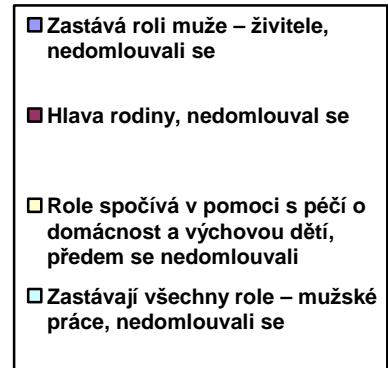 Zastává roli muže – živitele,
nedomlouvali se
Hlava rodiny, nedomlouval se
Role spočívá v pomoci s péčí o
domácnost a výchovou dětí,
předem se nedomlouvali
Zastávají všechny role – mužské
práce, nedomlouvali se